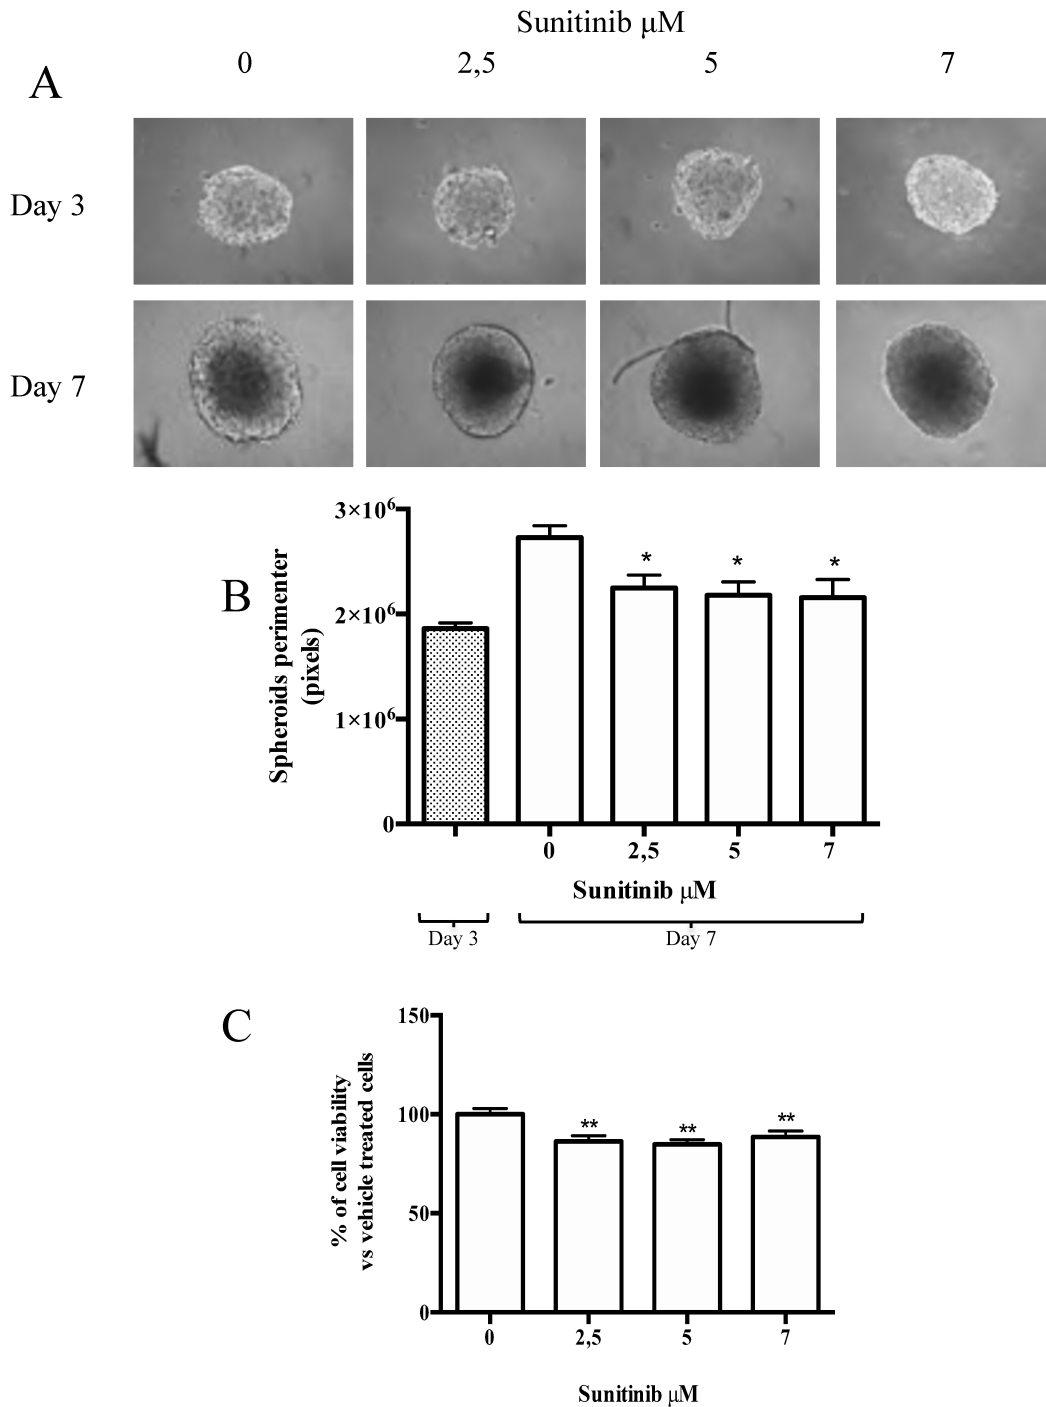 Sunitinib μM
0 2,5 5 7
A
Day 3
Day 7
B
Spheroids perimenter
(pixels)
3×10⁶
2×10⁶
1×10⁶
0
* * *
0 2,5 5 7
Sunitinib μM
Day 3 Day 7
C
% of cell viability
vs vehicle treated cells
150
100
50
0
** ** **
0 2,5 5 7
Sunitinib μM